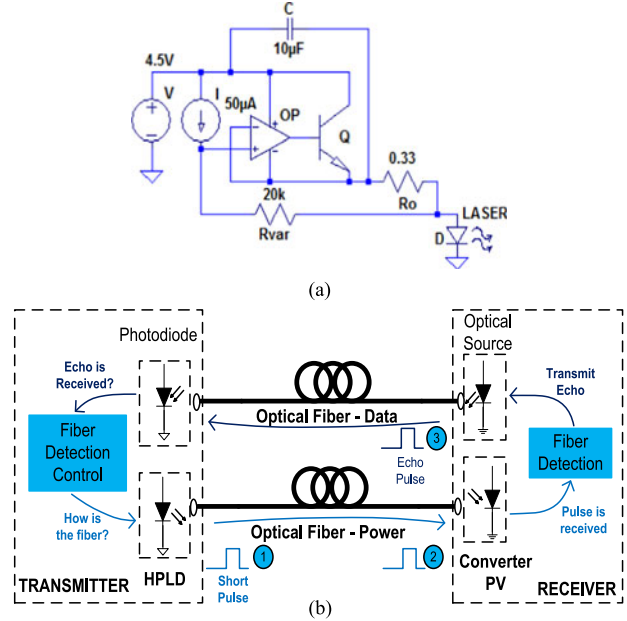 C
10µF
4.5V
V
I
50µA
OP
Q
0.33
Ro
20k
Rvar
LASER
D
(a)
Photodiode
Optical
Source
Echo is
Received?
Transmit
Echo
Optical Fiber - Data
3
Echo
Pulse
Fiber
Detection
Control
Fiber
Detection
How is
the fiber?
Optical Fiber - Power
Pulse is
received
1
2
Short
Pulse
HPLD
Converter
PV
TRANSMITTER
RECEIVER
(b)